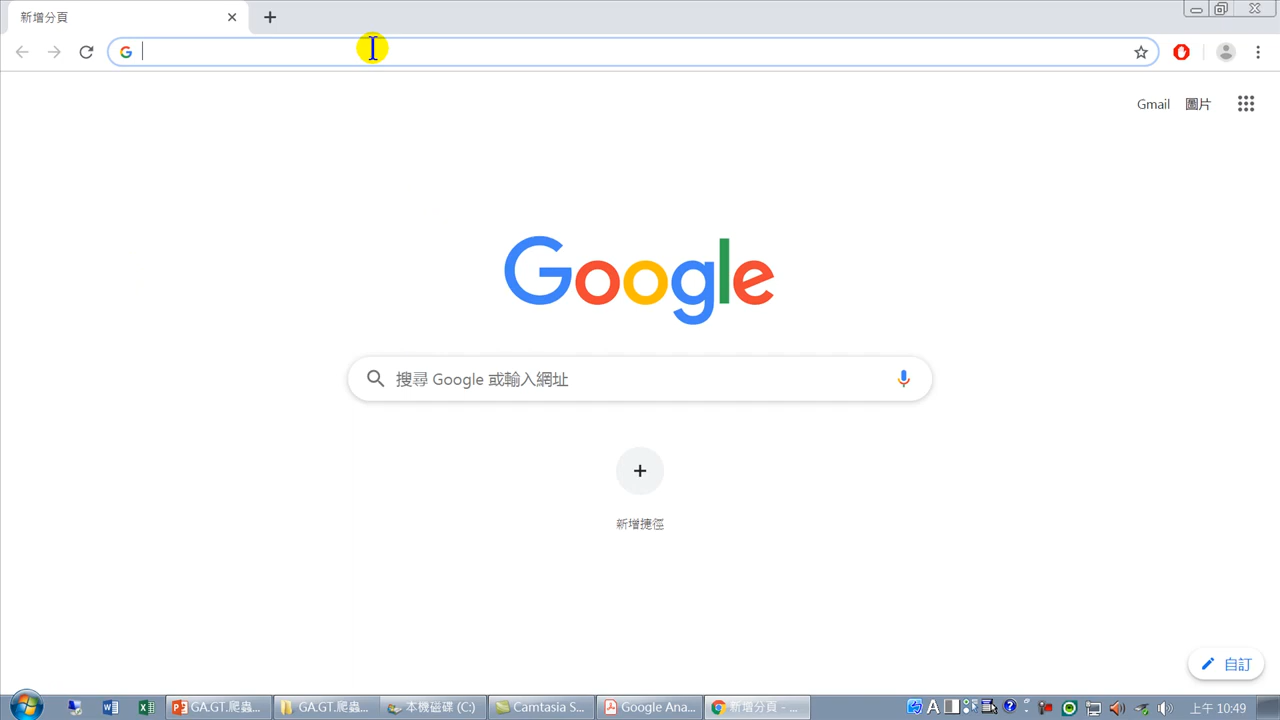 新增分頁
Gmail 圖片
Google
搜尋 Google 或輸入網址
新增捷徑
自訂
GA.GT.爬蟲...
GA.GT.爬蟲...
本機磁碟 (C:)
Camtasia S...
Google Ana...
新增分頁 - ...
A
上午 10:49